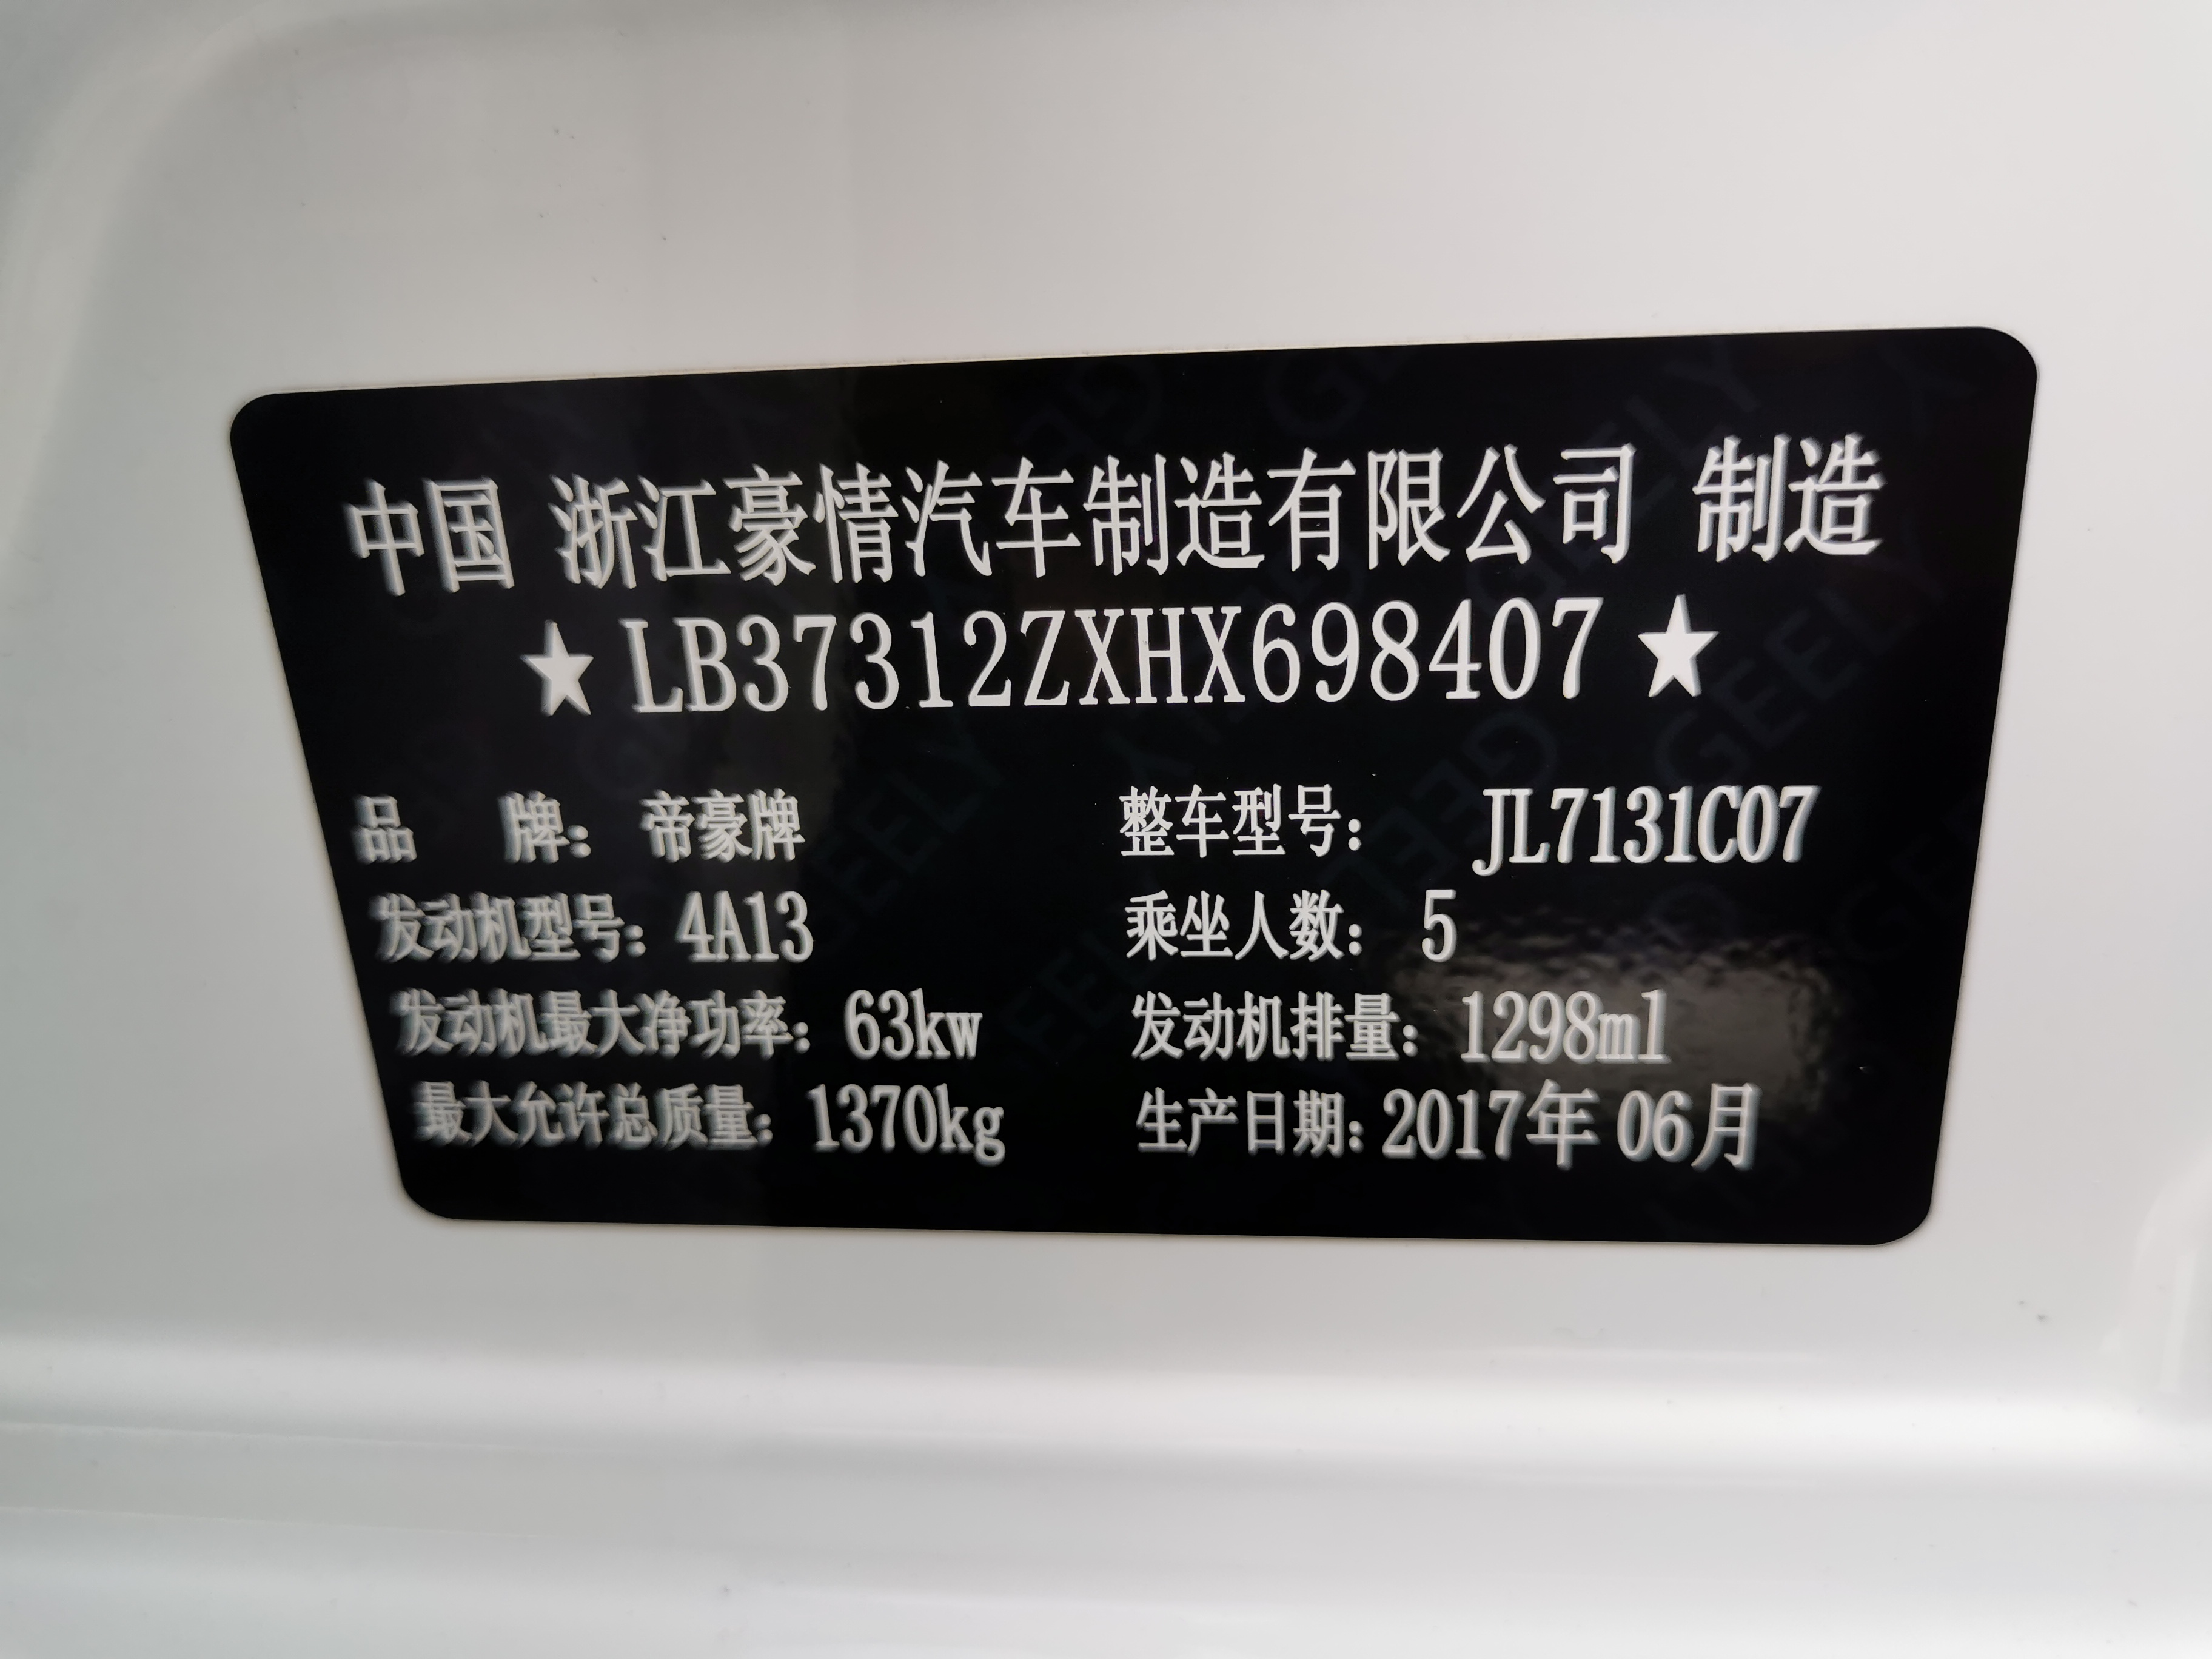 中国 浙江豪情汽车制造有限公司 制造
★LB37312ZXHX698407★
品 牌: 帝豪牌 整车型号: JL7131C07
发动机型号: 4A13 乘坐人数: 5
发动机最大净功率: 63kw 发动机排量: 1298ml
最大允许总质量: 1370kg 生产日期: 2017年 06月